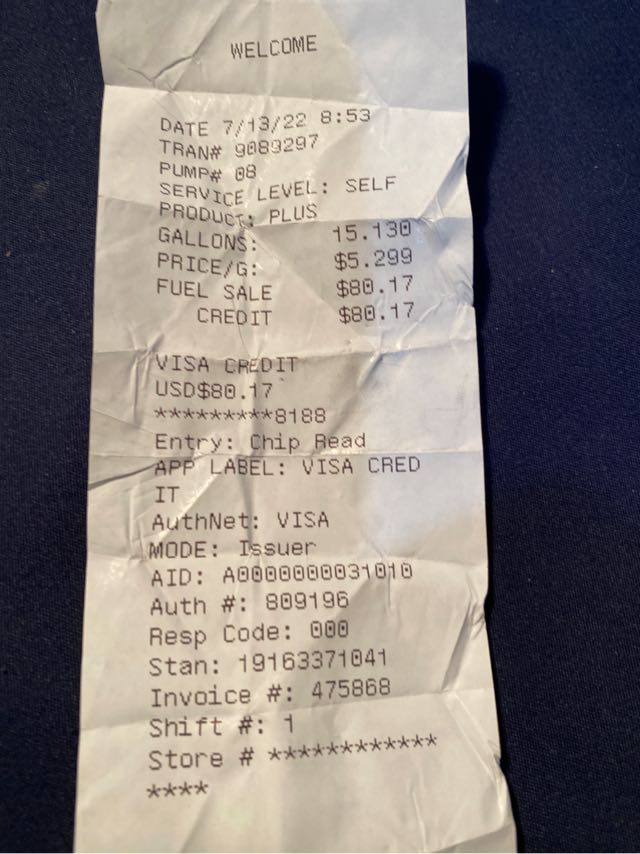 WELCOME
DATE 7/13/22 8:53
TRAN# 9089297
PUMP# 08
SERVICE LEVEL: SELF
PRODUCT: PLUS
GALLONS: 15.130
PRICE/G: $5.299
FUEL SALE $80.17
CREDIT $80.17
VISA CREDIT
USD$80.17
*********8188
Entry: Chip Read
APP LABEL: VISA CRED
IT
AuthNet: VISA
MODE: Issuer
AID: A0000000031010
Auth #: 809196
Resp Code: 000
Stan: 19163371041
Invoice #: 475868
Shift #: 1
Store # ************
****